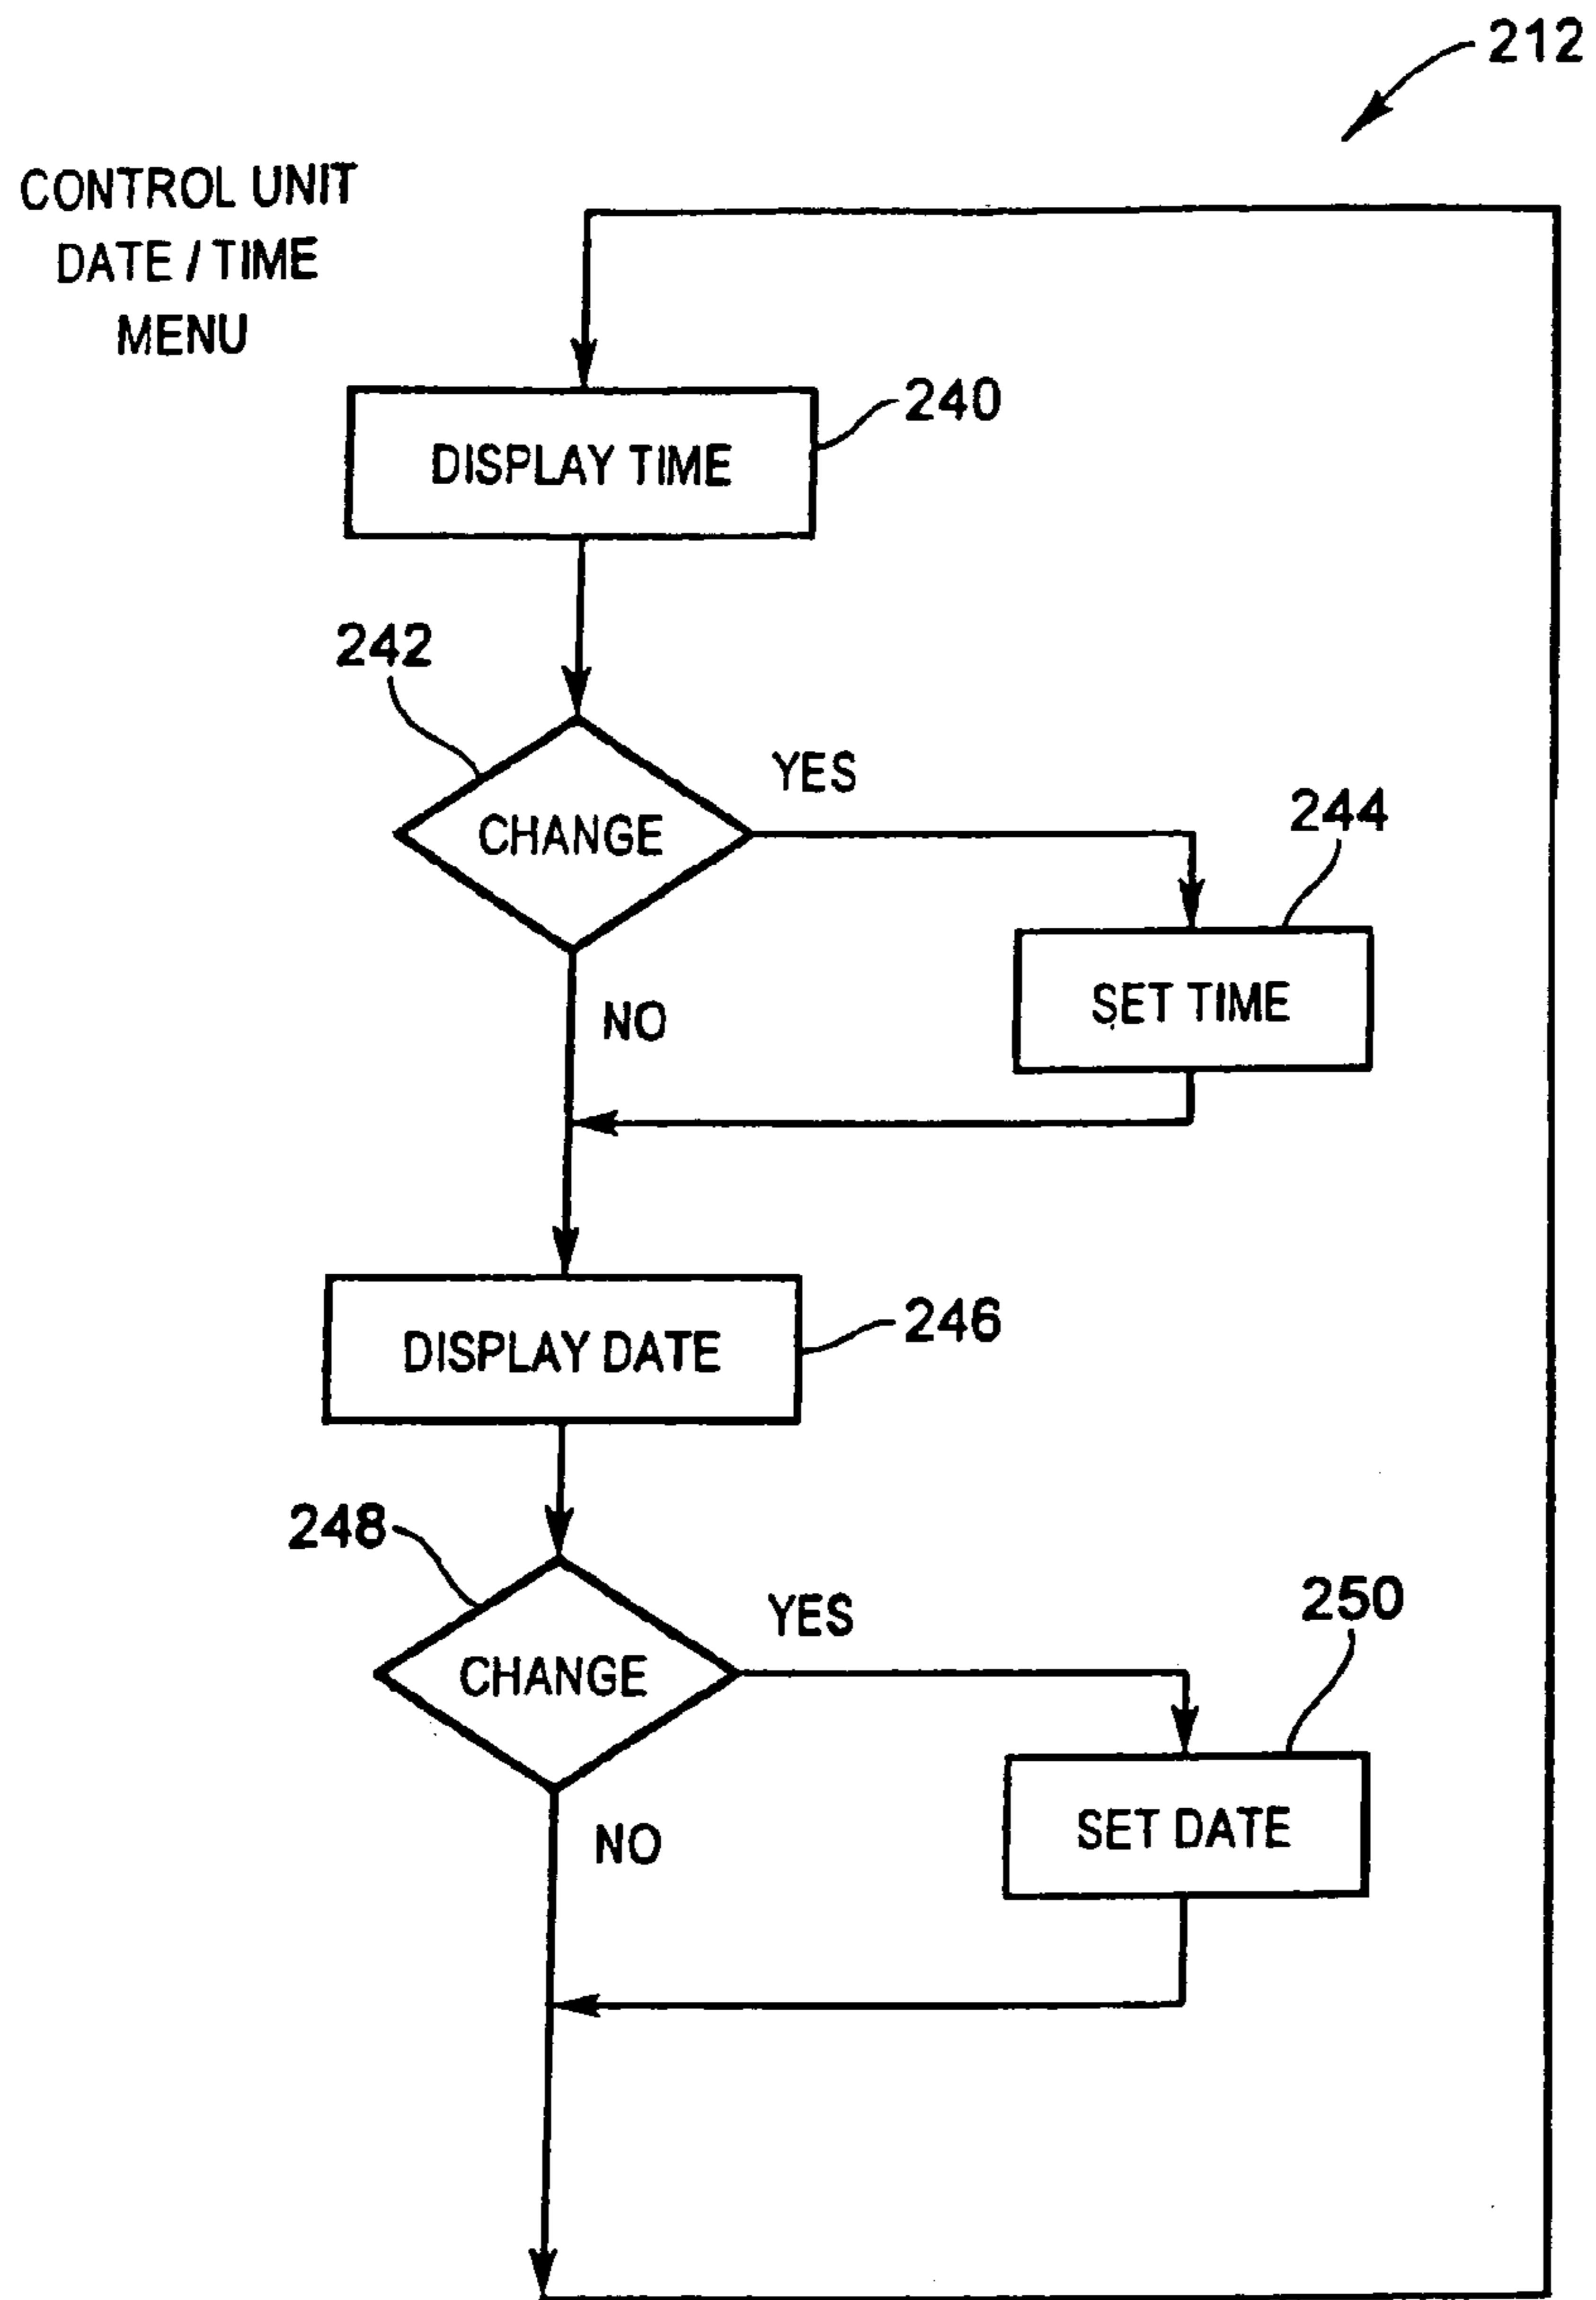 212
CONTROL UNIT
DATE / TIME
MENU
240
DISPLAY TIME
242
YES
CHANGE
244
SET TIME
NO
246
DISPLAY DATE
248
YES
250
CHANGE
SET DATE
NO